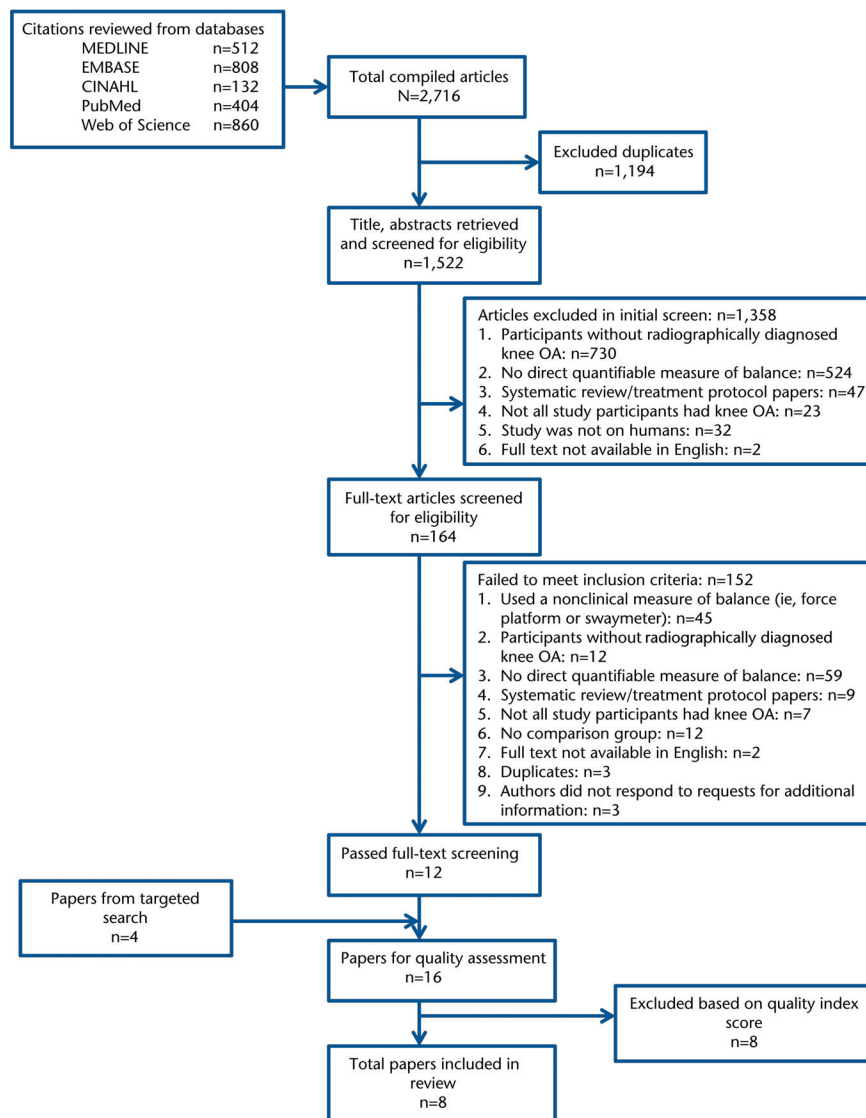 Citations reviewed from databases
MEDLINE n=512
EMBASE n=808
CINAHL n=132
PubMed n=404
Web of Science n=860
Total compiled articles
N=2,716
Excluded duplicates
n=1,194
Title, abstracts retrieved
and screened for eligibility
n=1,522
Articles excluded in initial screen: n=1,358
1. Participants without radiographically diagnosed
knee OA: n=730
2. No direct quantifiable measure of balance: n=524
3. Systematic review/treatment protocol papers: n=47
4. Not all study participants had knee OA: n=23
5. Study was not on humans: n=32
6. Full text not available in English: n=2
Full-text articles screened
for eligibility
n=164
Failed to meet inclusion criteria: n=152
1. Used a nonclinical measure of balance (ie, force
platform or swaymeter): n=45
2. Participants without radiographically diagnosed
knee OA: n=12
3. No direct quantifiable measure of balance: n=59
4. Systematic review/treatment protocol papers: n=9
5. Not all study participants had knee OA: n=7
6. No comparison group: n=12
7. Full text not available in English: n=2
8. Duplicates: n=3
9. Authors did not respond to requests for additional
information: n=3
Passed full-text screening
n=12
Papers from targeted
search
n=4
Papers for quality assessment
n=16
Excluded based on quality index
score
n=8
Total papers included in
review
n=8